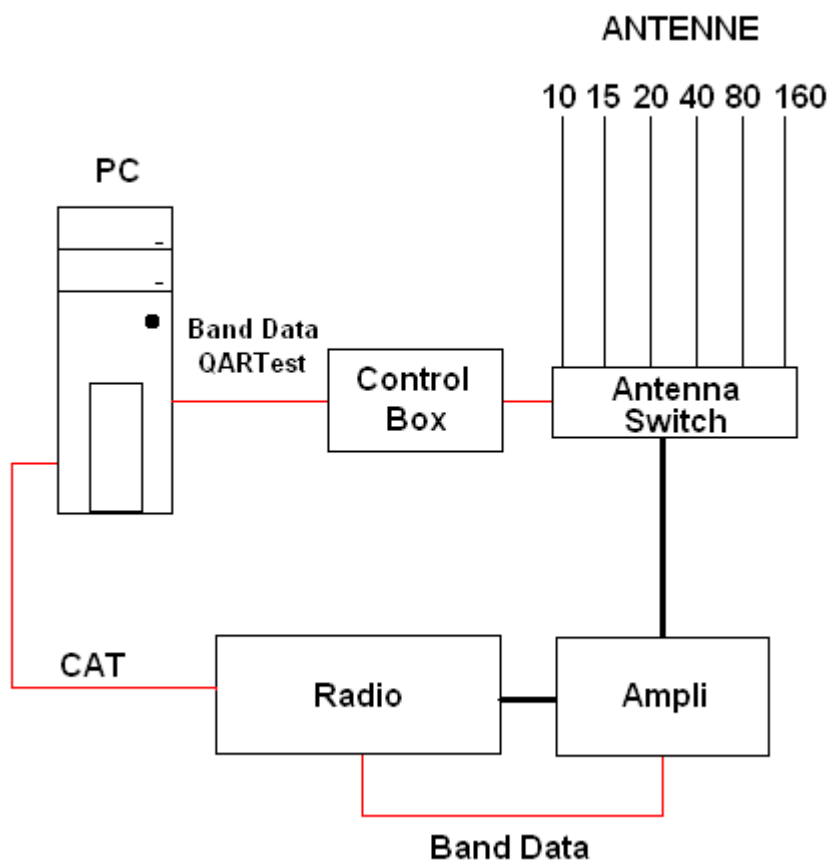 ANTENNE
10 15 20 40 80 160
PC
Band Data
QARTest
Control
Box
Antenna
Switch
CAT
Radio
Ampli
Band Data